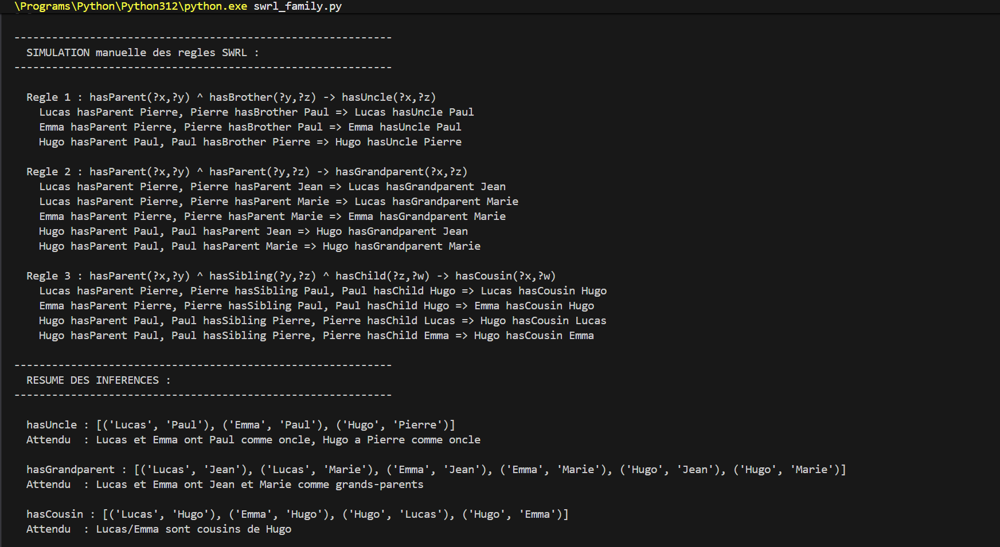 \Programs\Python\Python312\python.exe swrl_family.py
------------------------------------------------------------
SIMULATION manuelle des regles SWRL :
------------------------------------------------------------
Regle 1 : hasParent(?x,?y) ^ hasBrother(?y,?z) -> hasUncle(?x,?z)
Lucas hasParent Pierre, Pierre hasBrother Paul => Lucas hasUncle Paul
Emma hasParent Pierre, Pierre hasBrother Paul => Emma hasUncle Paul
Hugo hasParent Paul, Paul hasBrother Pierre => Hugo hasUncle Pierre
Regle 2 : hasParent(?x,?y) ^ hasParent(?y,?z) -> hasGrandparent(?x,?z)
Lucas hasParent Pierre, Pierre hasParent Jean => Lucas hasGrandparent Jean
Lucas hasParent Pierre, Pierre hasParent Marie => Lucas hasGrandparent Marie
Emma hasParent Pierre, Pierre hasParent Marie => Emma hasGrandparent Marie
Hugo hasParent Paul, Paul hasParent Jean => Hugo hasGrandparent Jean
Hugo hasParent Paul, Paul hasParent Marie => Hugo hasGrandparent Marie
Regle 3 : hasParent(?x,?y) ^ hasSibling(?y,?z) ^ hasChild(?z,?w) -> hasCousin(?x,?w)
Lucas hasParent Pierre, Pierre hasSibling Paul, Paul hasChild Hugo => Lucas hasCousin Hugo
Emma hasParent Pierre, Pierre hasSibling Paul, Paul hasChild Hugo => Emma hasCousin Hugo
Hugo hasParent Paul, Paul hasSibling Pierre, Pierre hasChild Lucas => Hugo hasCousin Lucas
Hugo hasParent Paul, Paul hasSibling Pierre, Pierre hasChild Emma => Hugo hasCousin Emma
------------------------------------------------------------
RESUME DES INFERENCES :
------------------------------------------------------------
hasUncle : [('Lucas', 'Paul'), ('Emma', 'Paul'), ('Hugo', 'Pierre')]
Attendu  : Lucas et Emma ont Paul comme oncle, Hugo a Pierre comme oncle
hasGrandparent : [('Lucas', 'Jean'), ('Lucas', 'Marie'), ('Emma', 'Jean'), ('Emma', 'Marie'), ('Hugo', 'Jean'), ('Hugo', 'Marie')]
Attendu  : Lucas et Emma ont Jean et Marie comme grands-parents
hasCousin : [('Lucas', 'Hugo'), ('Emma', 'Hugo'), ('Hugo', 'Lucas'), ('Hugo', 'Emma')]
Attendu  : Lucas/Emma sont cousins de Hugo